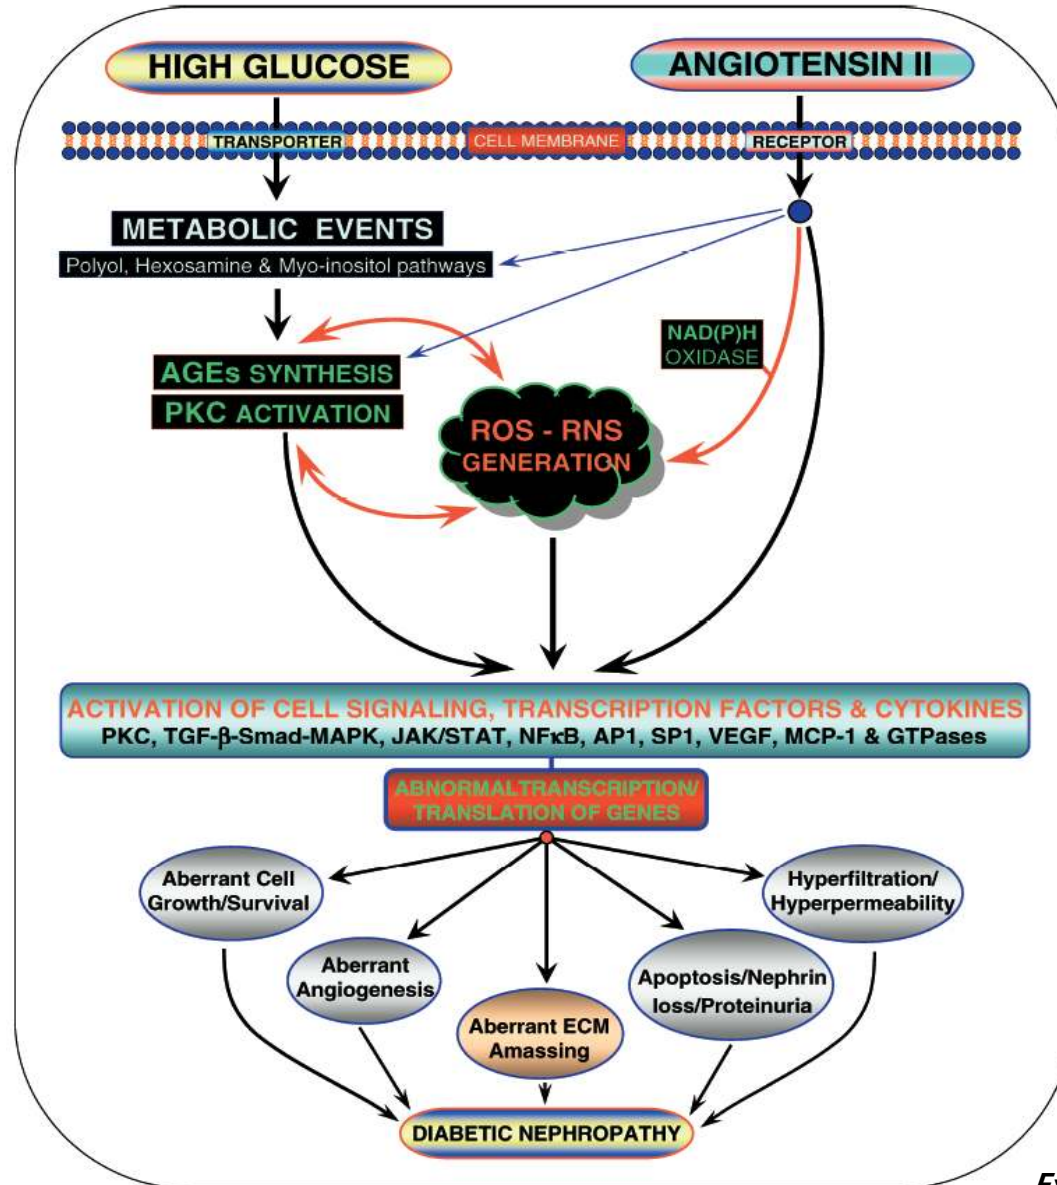 HIGH GLUCOSE
ANGIOTENSIN II
TRANSPORTER
CELL MEMBRANE
RECEPTOR
METABOLIC EVENTS
Polyol, Hexosamine & Myo-inositol pathways
NAD(P)H
OXIDASE
AGEs SYNTHESIS
PKC ACTIVATION
ROS - RNS
GENERATION
ACTIVATION OF CELL SIGNALING, TRANSCRIPTION FACTORS & CYTOKINES
PKC, TGF-β-Smad-MAPK, JAK/STAT, NFκB, AP1, SP1, VEGF, MCP-1 & GTPases
ABNORMALTRANSCRIPTION/
TRANSLATION OF GENES
Aberrant Cell
Growth/Survival
Hyperfiltration/
Hyperpermeability
Aberrant
Angiogenesis
Apoptosis/Nephrin
loss/Proteinuria
Aberrant ECM
Amassing
DIABETIC NEPHROPATHY